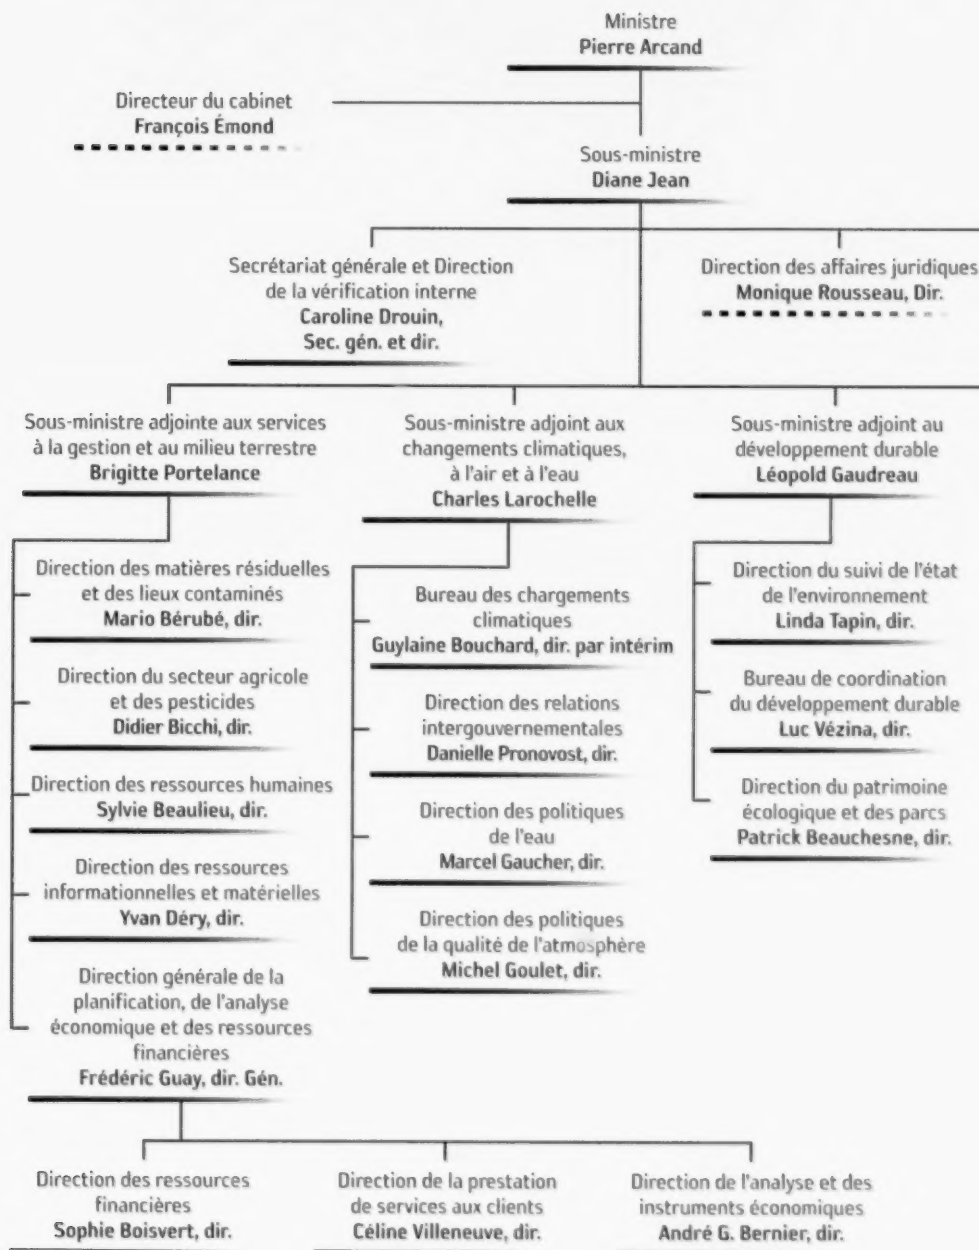 Ministre
Pierre Arcand
Directeur du cabinet
François Émond
Sous-ministre
Diane Jean
Secrétariat générale et Direction
de la vérification interne
Caroline Drouin,
Sec. gén. et dir.
Direction des affaires juridiques
Monique Rousseau, Dir.
Sous-ministre adjointe aux services
à la gestion et au milieu terrestre
Brigitte Portelance
Direction des matières résiduelles
et des lieux contaminés
Mario Bérubé, dir.
Direction du secteur agricole
et des pesticides
Didier Bicchi, dir.
Direction des ressources humaines
Sylvie Beaulieu, dir.
Direction des ressources
informationnelles et matérielles
Yvan Déry, dir.
Direction générale de la
planification, de l'analyse
économique et des ressources
financières
Frédéric Guay, dir. Gén.
Sous-ministre adjoint aux
changements climatiques,
à l'air et à l'eau
Charles Larochelle
Bureau des chargements
climatiques
Guylaine Bouchard, dir. par intérim
Direction des relations
intergouvernementales
Danielle Pronovost, dir.
Direction des politiques
de l'eau
Marcel Gaucher, dir.
Direction des politiques
de la qualité de l'atmosphère
Michel Goulet, dir.
Sous-ministre adjoint au
développement durable
Léopold Gaudreau
Direction du suivi de l'état
de l'environnement
Linda Tapin, dir.
Bureau de coordination
du développement durable
Luc Vézina, dir.
Direction du patrimoine
écologique et des parcs
Patrick Beauchesne, dir.
Direction des ressources
financières
Sophie Boisvert, dir.
Direction de la prestation
de services aux clients
Céline Villeneuve, dir.
Direction de l'analyse et des
instruments économiques
André G. Bernier, dir.